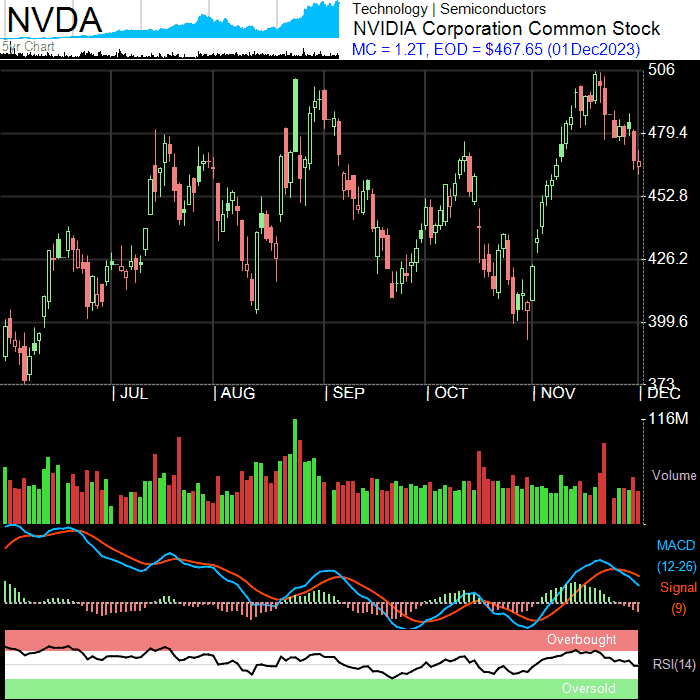 NVDA
5yr Chart
Technology | Semiconductors
NVIDIA Corporation Common Stock
MC = 1.2T, EOD = $467.65 (01Dec2023)
506
479.4
452.8
426.2
399.6
373
JUL
AUG
SEP
OCT
NOV
DEC
116M
Volume
MACD
(12-26)
Signal
(9)
Overbought
RSI(14)
Oversold